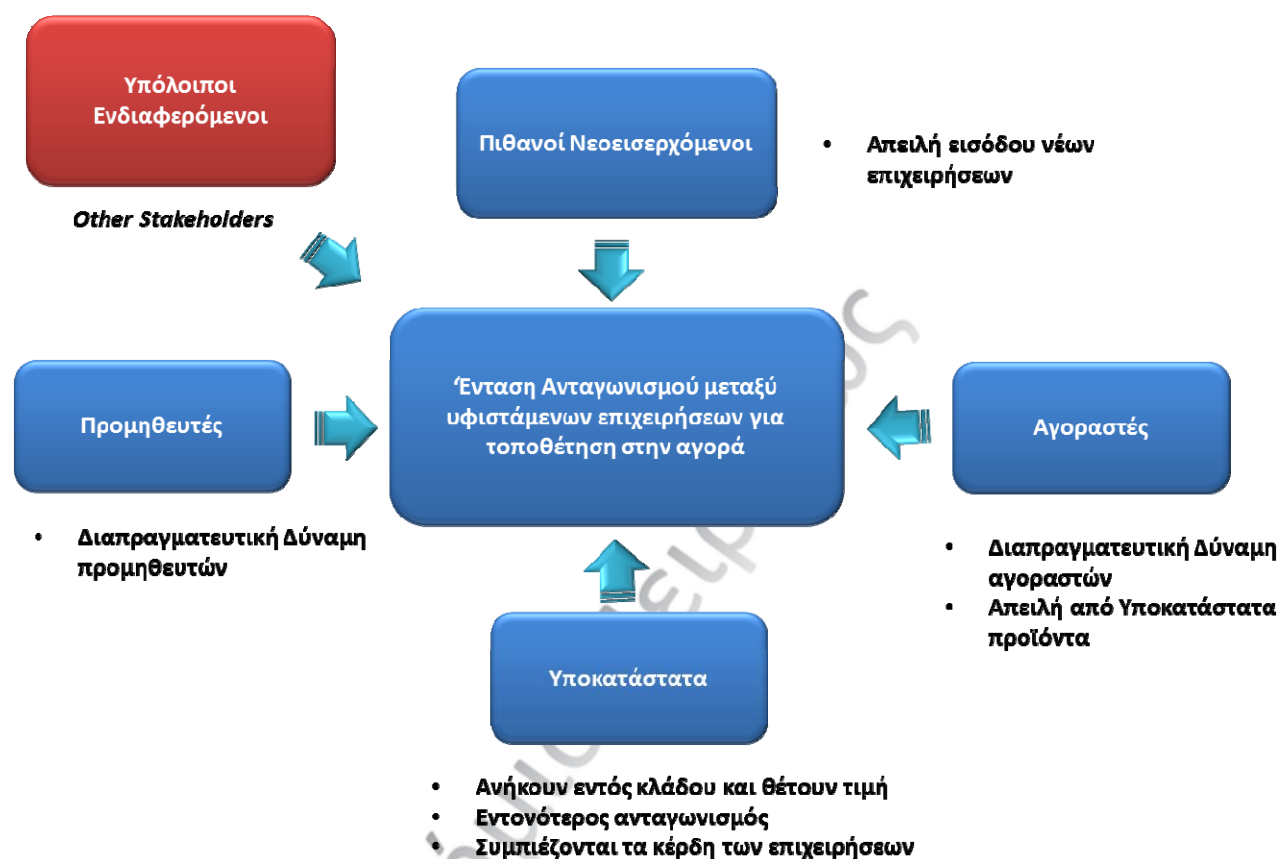 Υπόλοιποι
Ενδιαφερόμενοι
Other Stakeholders
Πιθανοί Νεοεισερχόμενοι
• Απειλή εισόδου νέων
επιχειρήσεων
Ένταση Ανταγωνισμού μεταξύ
υφιστάμενων επιχειρήσεων για
τοποθέτηση στην αγορά
Προμηθευτές
• Διαπραγματευτική Δύναμη
προμηθευτών
Αγοραστές
• Διαπραγματευτική Δύναμη
αγοραστών
• Απειλή από Υποκατάστατα
προϊόντα
Υποκατάστατα
• Ανήκουν εντός κλάδου και θέτουν τιμή
• Εντονότερος ανταγωνισμός
• Συμπιέζονται τα κέρδη των επιχειρήσεων